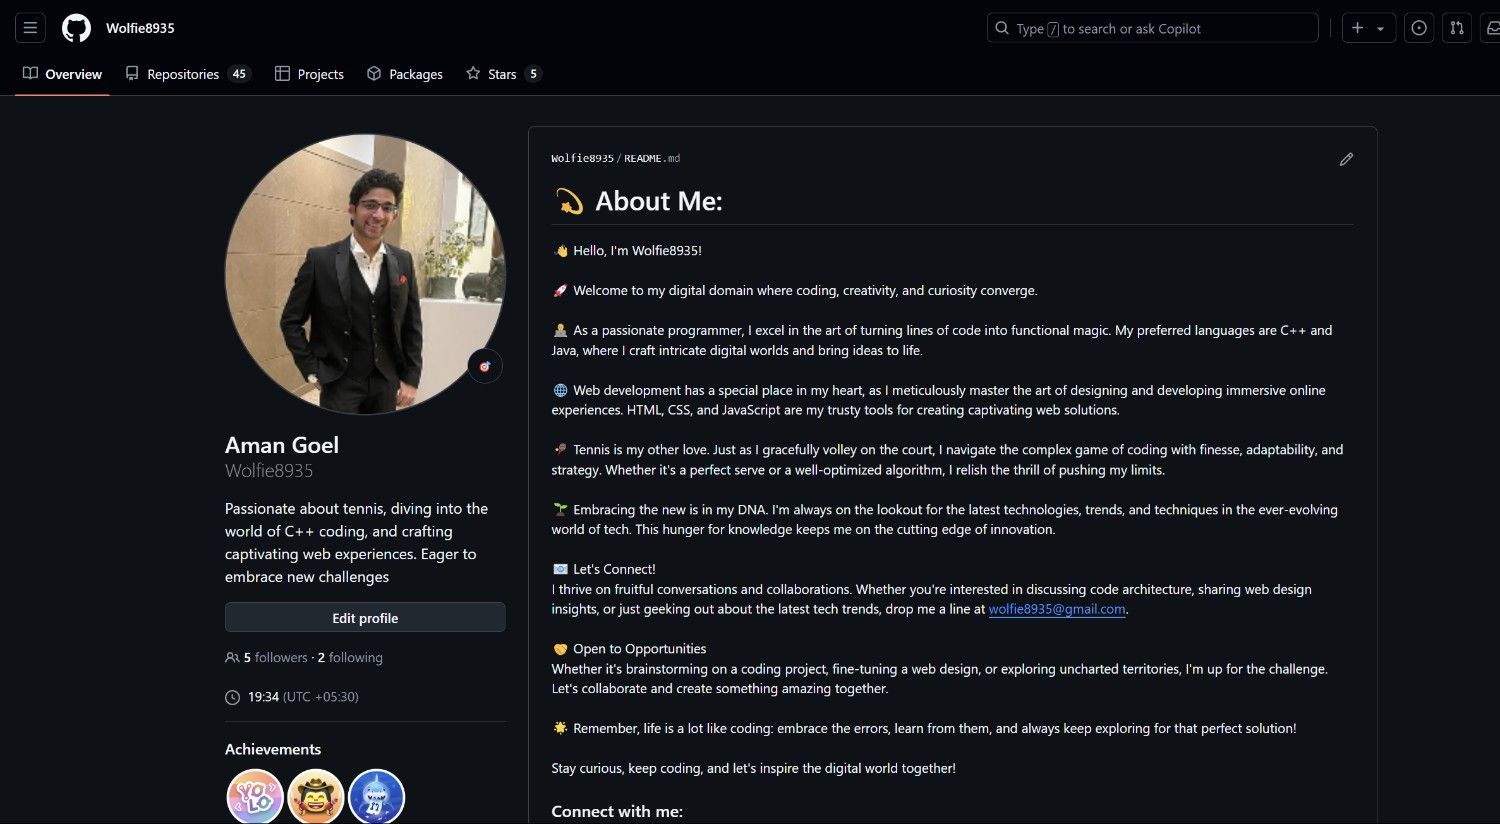 Wolfie8935
Type / to search or ask Copilot
Overview
Repositories 45
Projects
Packages
Stars 5
Aman Goel
Wolfie8935
Passionate about tennis, diving into the
world of C++ coding, and crafting
captivating web experiences. Eager to
embrace new challenges
Edit profile
5 followers · 2 following
19:34 (UTC +05:30)
Achievements
YOLO
Wolfie8935 / README.md
About Me:
👋 Hello, I'm Wolfie8935!
🚀 Welcome to my digital domain where coding, creativity, and curiosity converge.
👨‍💻 As a passionate programmer, I excel in the art of turning lines of code into functional magic. My preferred languages are C++ and
Java, where I craft intricate digital worlds and bring ideas to life.
🌐 Web development has a special place in my heart, as I meticulously master the art of designing and developing immersive online
experiences. HTML, CSS, and JavaScript are my trusty tools for creating captivating web solutions.
Tennis is my other love. Just as I gracefully volley on the court, I navigate the complex game of coding with finesse, adaptability, and
strategy. Whether it's a perfect serve or a well-optimized algorithm, I relish the thrill of pushing my limits.
🌱 Embracing the new is in my DNA. I'm always on the lookout for the latest technologies, trends, and techniques in the ever-evolving
world of tech. This hunger for knowledge keeps me on the cutting edge of innovation.
📧 Let's Connect!
I thrive on fruitful conversations and collaborations. Whether you're interested in discussing code architecture, sharing web design
insights, or just geeking out about the latest tech trends, drop me a line at wolfie8935@gmail.com.
🤝 Open to Opportunities
Whether it's brainstorming on a coding project, fine-tuning a web design, or exploring uncharted territories, I'm up for the challenge.
Let's collaborate and create something amazing together.
🌟 Remember, life is a lot like coding: embrace the errors, learn from them, and always keep exploring for that perfect solution!
Stay curious, keep coding, and let's inspire the digital world together!
Connect with me: